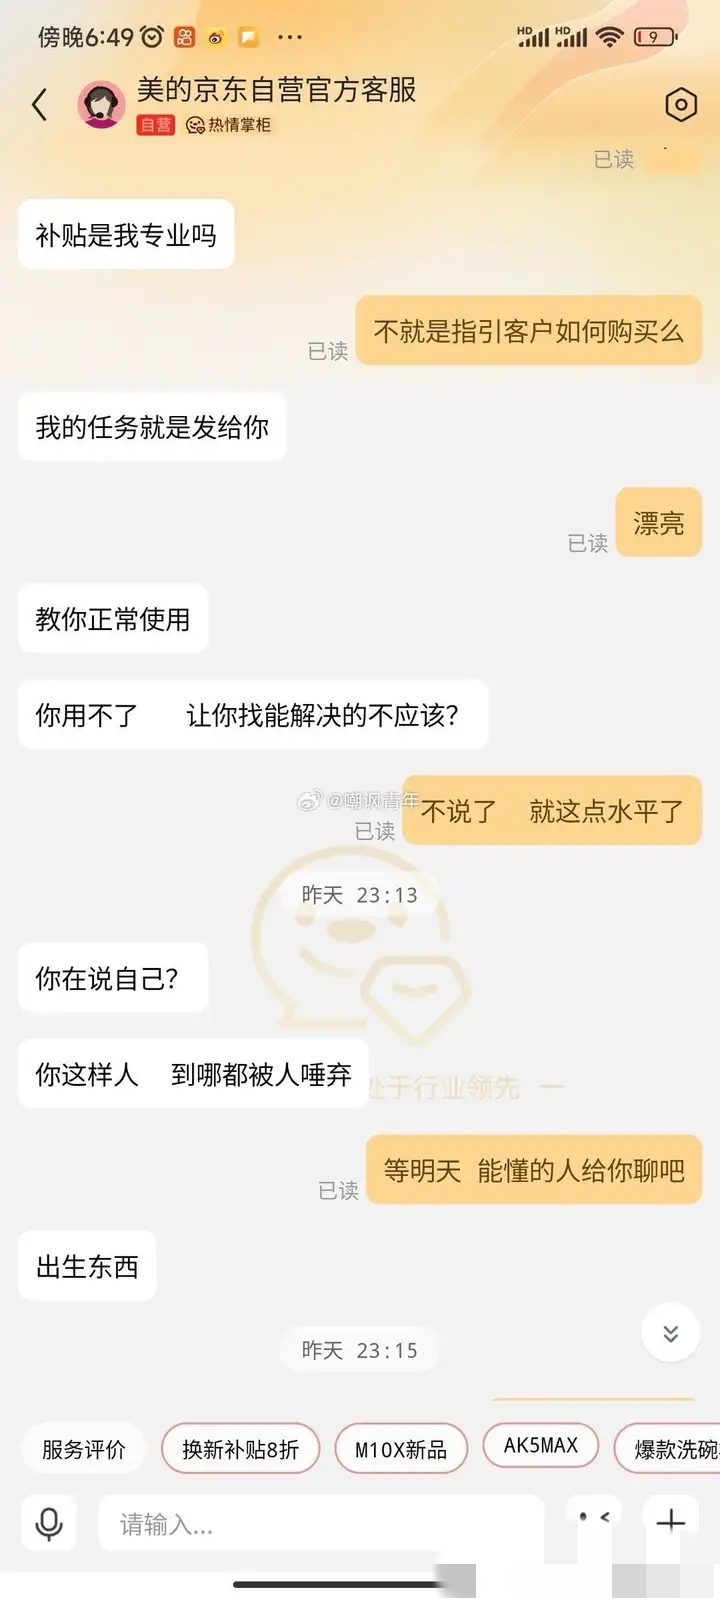 傍晚6:49
HD
HD
9
美的京东自营官方客服
自营 热情掌柜
已读
补贴是我专业吗
不就是指引客户如何购买么
已读
我的任务就是发给你
漂亮
已读
教你正常使用
你用不了 让你找能解决的不应该?
@嘲讽青年
不说了 就这点水平了
已读
昨天 23:13
你在说自己?
你这样人 到哪都被人唾弃
处于行业领先 一
等明天 能懂的人给你聊吧
已读
出生东西
昨天 23:15
服务评价
换新补贴8折
M10X新品
AK5MAX
爆款洗碗
请输入...